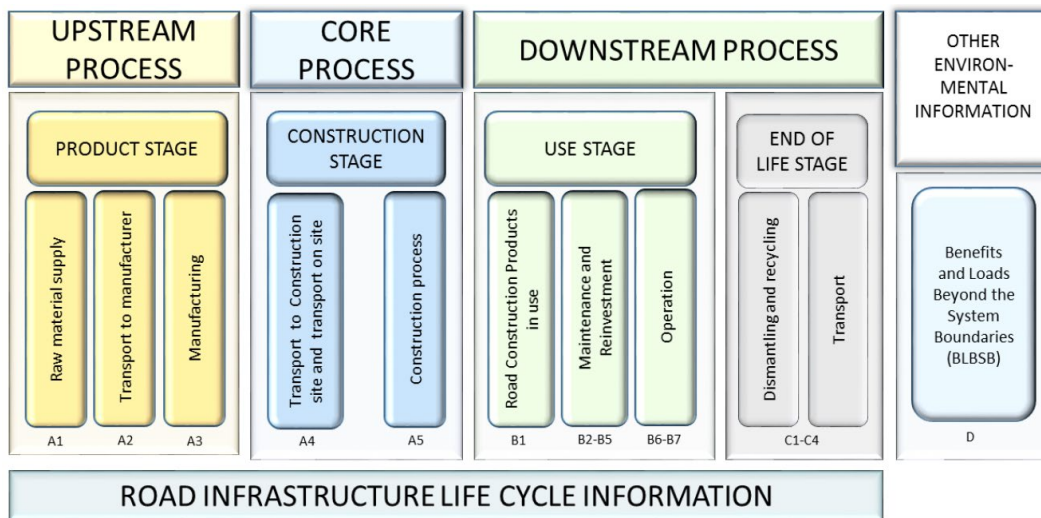 UPSTREAM
PROCESS
CORE
PROCESS
DOWNSTREAM PROCESS
OTHER
ENVIRON-
MENTAL
INFORMATION
PRODUCT STAGE
CONSTRUCTION
STAGE
USE STAGE
END OF
LIFE STAGE
Raw material supply
Transport to manufacturer
Manufacturing
Transport to Construction
site and transport on site
Construction process
Road Construction Products
in use
Maintenance and
Reinvestment
Operation
Dismantling and recycling
Transport
Benefits
and Loads
Beyond the
System
Boundaries
(BLBSB)
A1
A2
A3
A4
A5
B1
B2-B5
B6-B7
C1-C4
D
ROAD INFRASTRUCTURE LIFE CYCLE INFORMATION